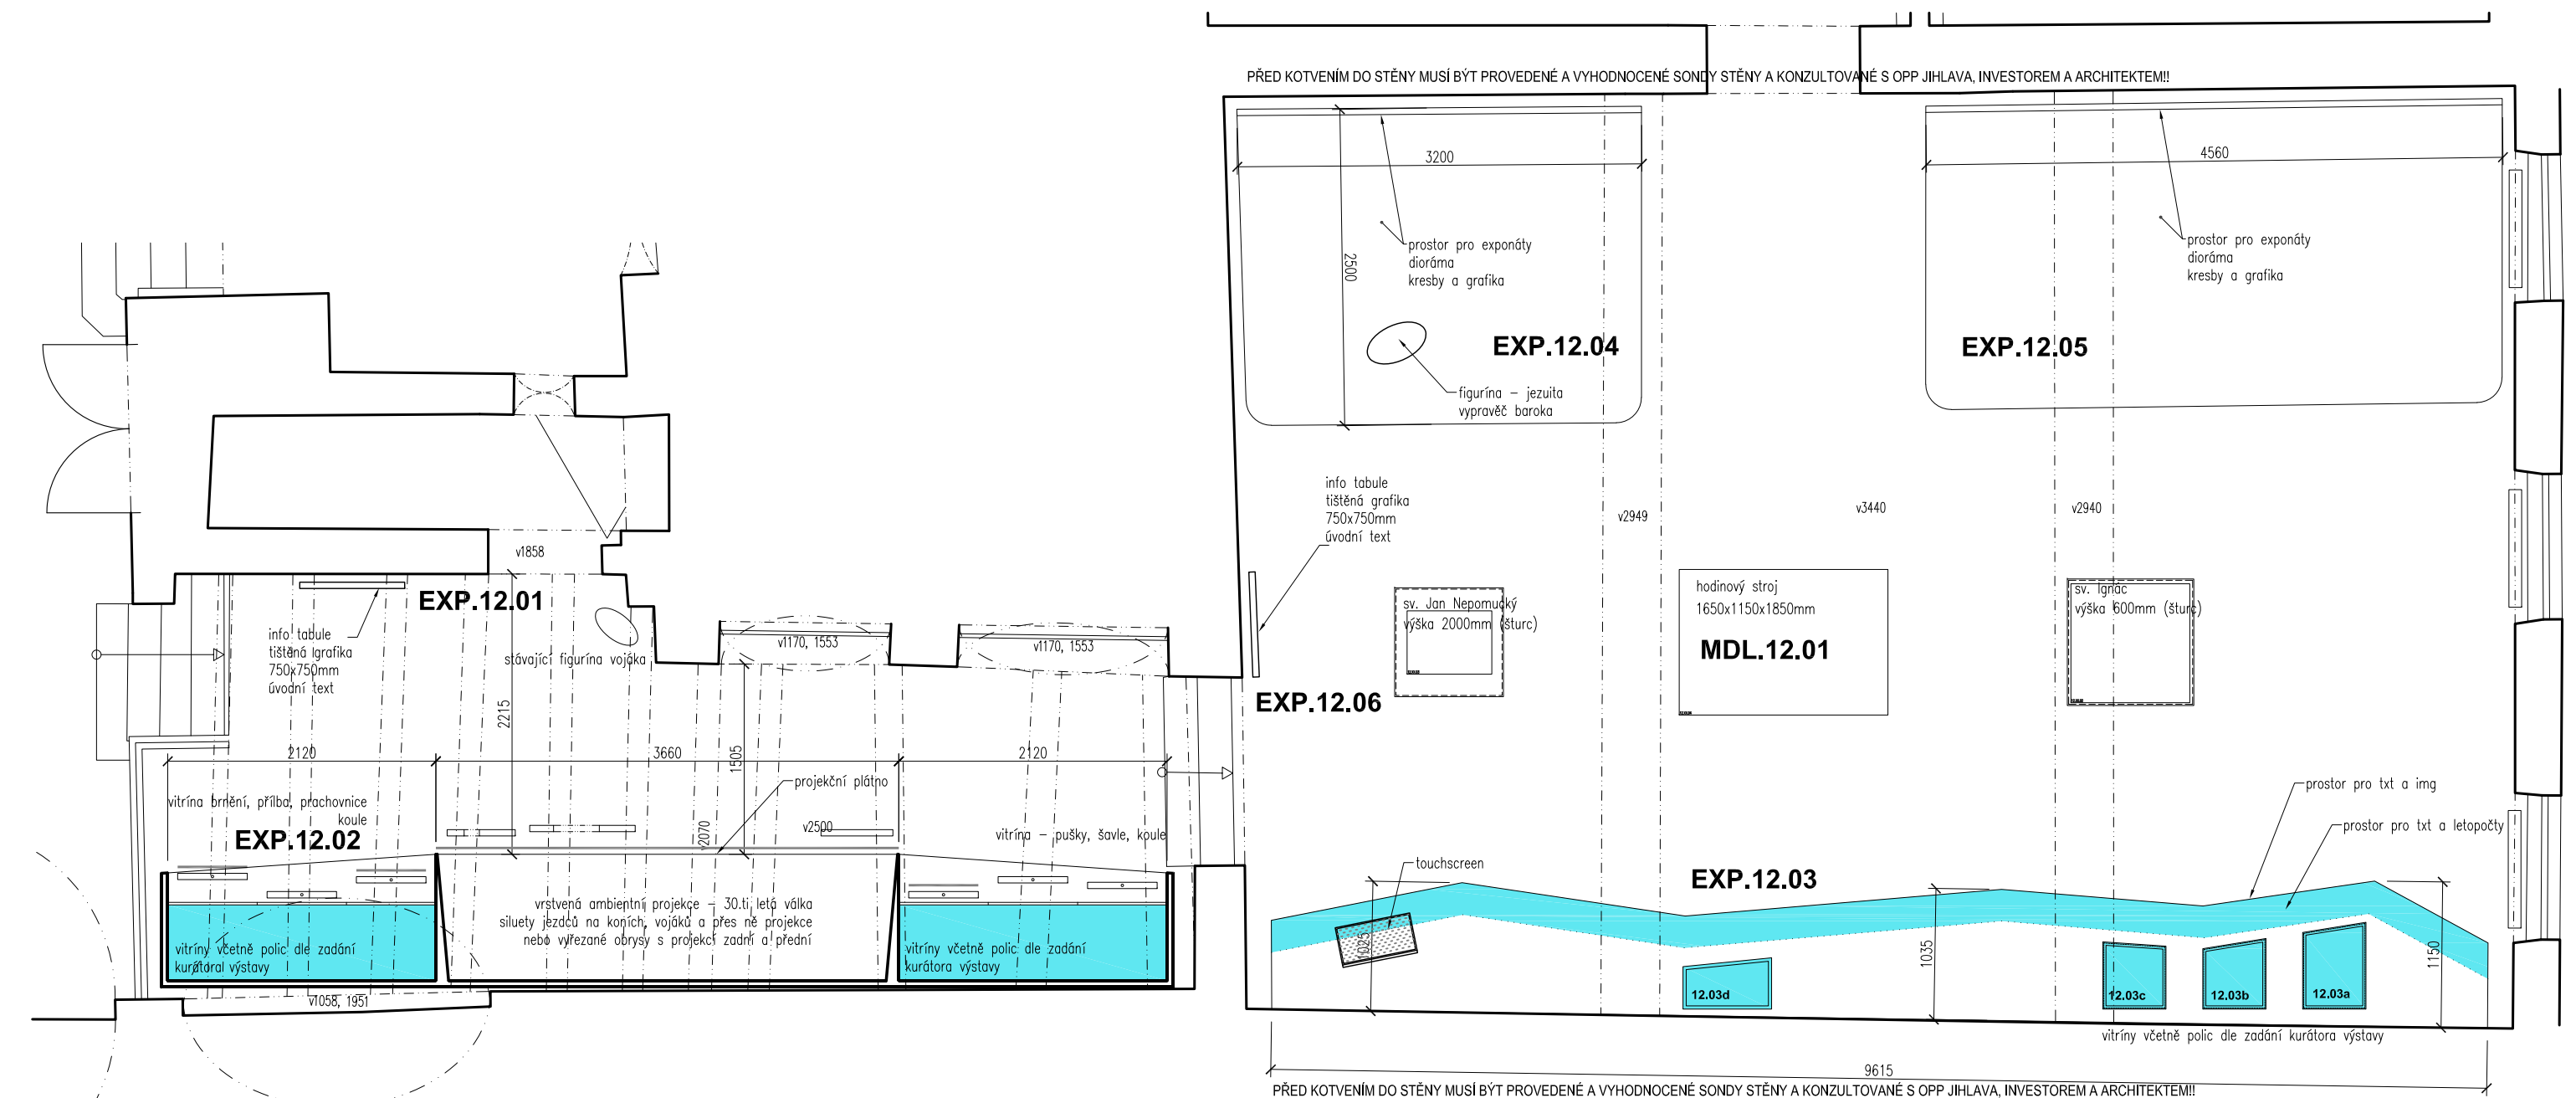 PŘED KOTVENÍM DO STĚNY MUSÍ BÝT PROVEDENÉ A VYHODNOCENÉ SONDY STĚNY A KONZULTOVANÉ S OPP JIHLAVA, INVESTOREM A ARCHITEKTEM!!
3200
4560
2500
prostor pro exponáty
dioráma
kresby a grafika
prostor pro exponáty
dioráma
kresby a grafika
EXP.12.04
EXP.12.05
figurína – jezuita
vypravěč baroka
info tabule
tištěná grafika
750x750mm
úvodní text
v2949
v3440
v2940
v1858
EXP.12.01
info tabule
tištěná grafika
750x750mm
úvodní text
stávající figurína vojáka
v1170, 1553
v1170, 1553
sv. Jan Nepomucký
výška 2000mm (šturc)
hodinový stroj
1650x1150x1850mm
MDL.12.01
sv. Ignác
výška 600mm (šturc)
EXP.12.06
2215
1505
2120
3660
2120
projekční plátno
vitrína brnění, přílba, prachovnice
koule
EXP.12.02
v2070
v2500
vitrína – pušky, šavle, koule
prostor pro txt a img
prostor pro txt a letopočty
touchscreen
EXP.12.03
vrstvená ambientní projekce – 30.ti letá válka
siluety jezdců na koních, vojáků a přes ně projekce
nebo vyřezané obrysy s projekcí zadní a přední
vitríny včetně polic dle zadání
kurátora výstavy
vitríny včetně polic dle zadání
kurátora výstavy
v1058, 1951
1025
1035
1150
12.03d
12.03c
12.03b
12.03a
vitríny včetně polic dle zadání kurátora výstavy
9615
PŘED KOTVENÍM DO STĚNY MUSÍ BÝT PROVEDENÉ A VYHODNOCENÉ SONDY STĚNY A KONZULTOVANÉ S OPP JIHLAVA, INVESTOREM A ARCHITEKTEM!!